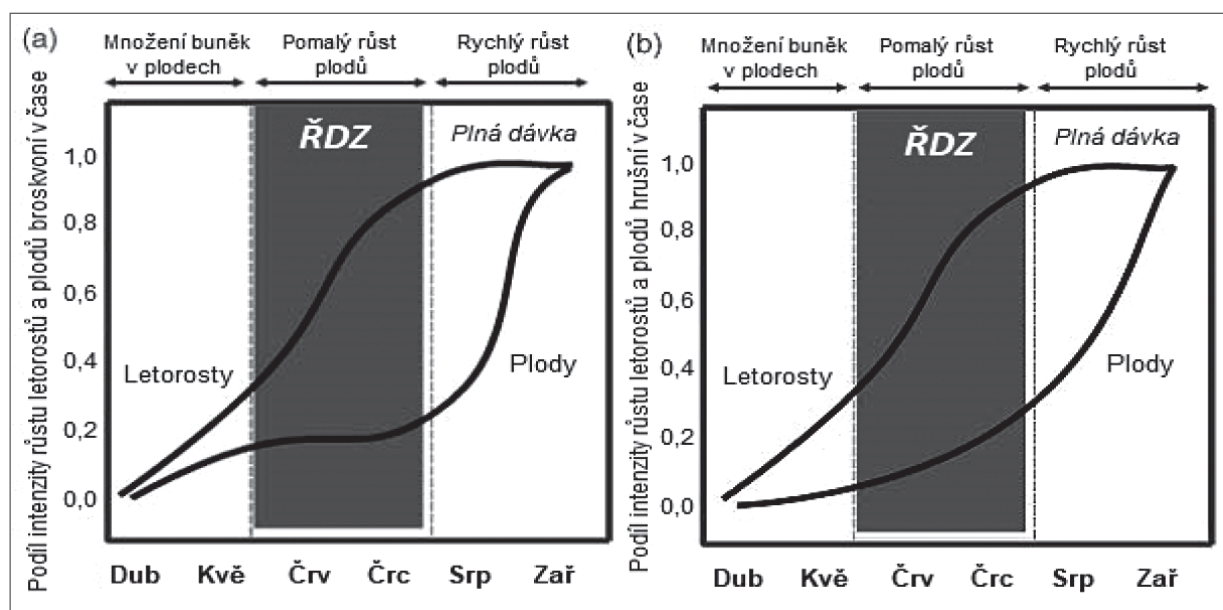 (a)
Množení buněk
v plodech
Pomalý růst
plodů
Rychlý růst
plodů
Podíl intenzity růstu letorostů a plodů broskvoní v čase
1,0
0,8
0,6
0,4
0,2
0,0
ŘDZ
Plná dávka
Letorosty
Plody
Dub Kvě Črv Črc Srp Zař
(b)
Množení buněk
v plodech
Pomalý růst
plodů
Rychlý růst
plodů
Podíl intenzity růstu letorostů a plodů hrušní v čase
1,0
0,8
0,6
0,4
0,2
0,0
ŘDZ
Plná dávka
Letorosty
Plody
Dub Kvě Črv Črc Srp Zař